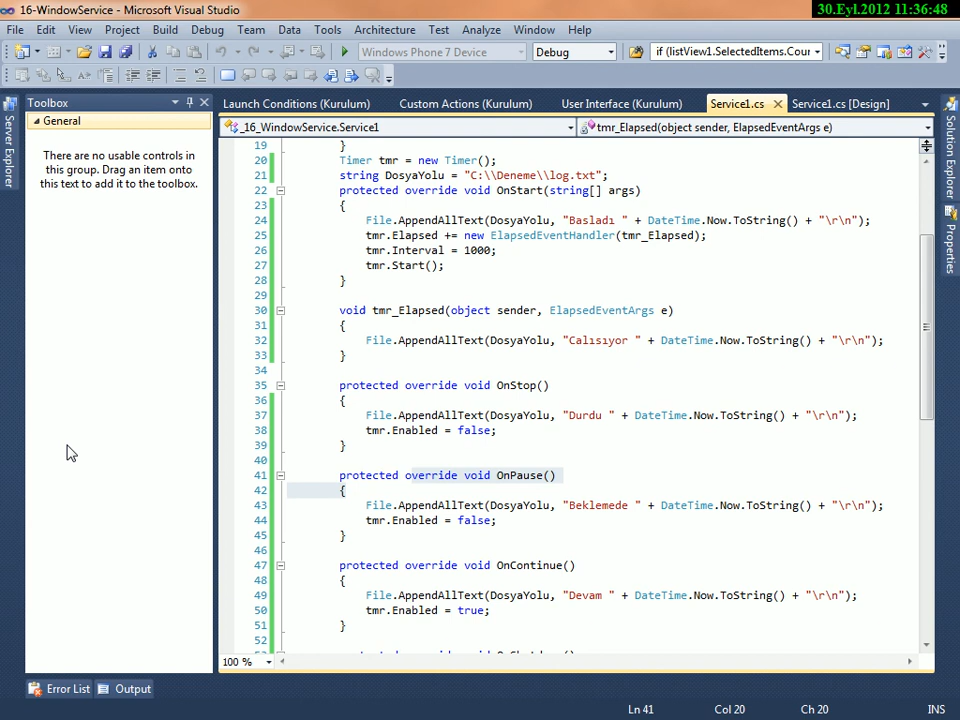 16-WindowService - Microsoft Visual Studio
30.Eyl.2012 11:36:48
File Edit View Project Build Debug Team Data Tools Architecture Test Analyze Window Help
Windows Phone 7 Device Debug if (listView1.SelectedItems.Cour
Toolbox
General
There are no usable controls in
this group. Drag an item onto
this text to add it to the toolbox.
Server Explorer
Launch Conditions (Kurulum) Custom Actions (Kurulum) User Interface (Kurulum) Service1.cs Service1.cs [Design]
_16_WindowService.Service1 tmr_Elapsed(object sender, ElapsedEventArgs e)
19 }
20 Timer tmr = new Timer();
21 string DosyaYolu = "C:\\Deneme\\log.txt";
22 protected override void OnStart(string[] args)
23 {
24 File.AppendAllText(DosyaYolu, "Basladı " + DateTime.Now.ToString() + "\r\n");
25 tmr.Elapsed += new ElapsedEventHandler(tmr_Elapsed);
26 tmr.Interval = 1000;
27 tmr.Start();
28 }
29
30 void tmr_Elapsed(object sender, ElapsedEventArgs e)
31 {
32 File.AppendAllText(DosyaYolu, "Calısıyor " + DateTime.Now.ToString() + "\r\n");
33 }
34
35 protected override void OnStop()
36 {
37 File.AppendAllText(DosyaYolu, "Durdu " + DateTime.Now.ToString() + "\r\n");
38 tmr.Enabled = false;
39 }
40
41 protected override void OnPause()
42 {
43 File.AppendAllText(DosyaYolu, "Beklemede " + DateTime.Now.ToString() + "\r\n");
44 tmr.Enabled = false;
45 }
46
47 protected override void OnContinue()
48 {
49 File.AppendAllText(DosyaYolu, "Devam " + DateTime.Now.ToString() + "\r\n");
50 tmr.Enabled = true;
51 }
52
100 %
Solution Explorer
Properties
Error List Output
Ln 41 Col 20 Ch 20 INS